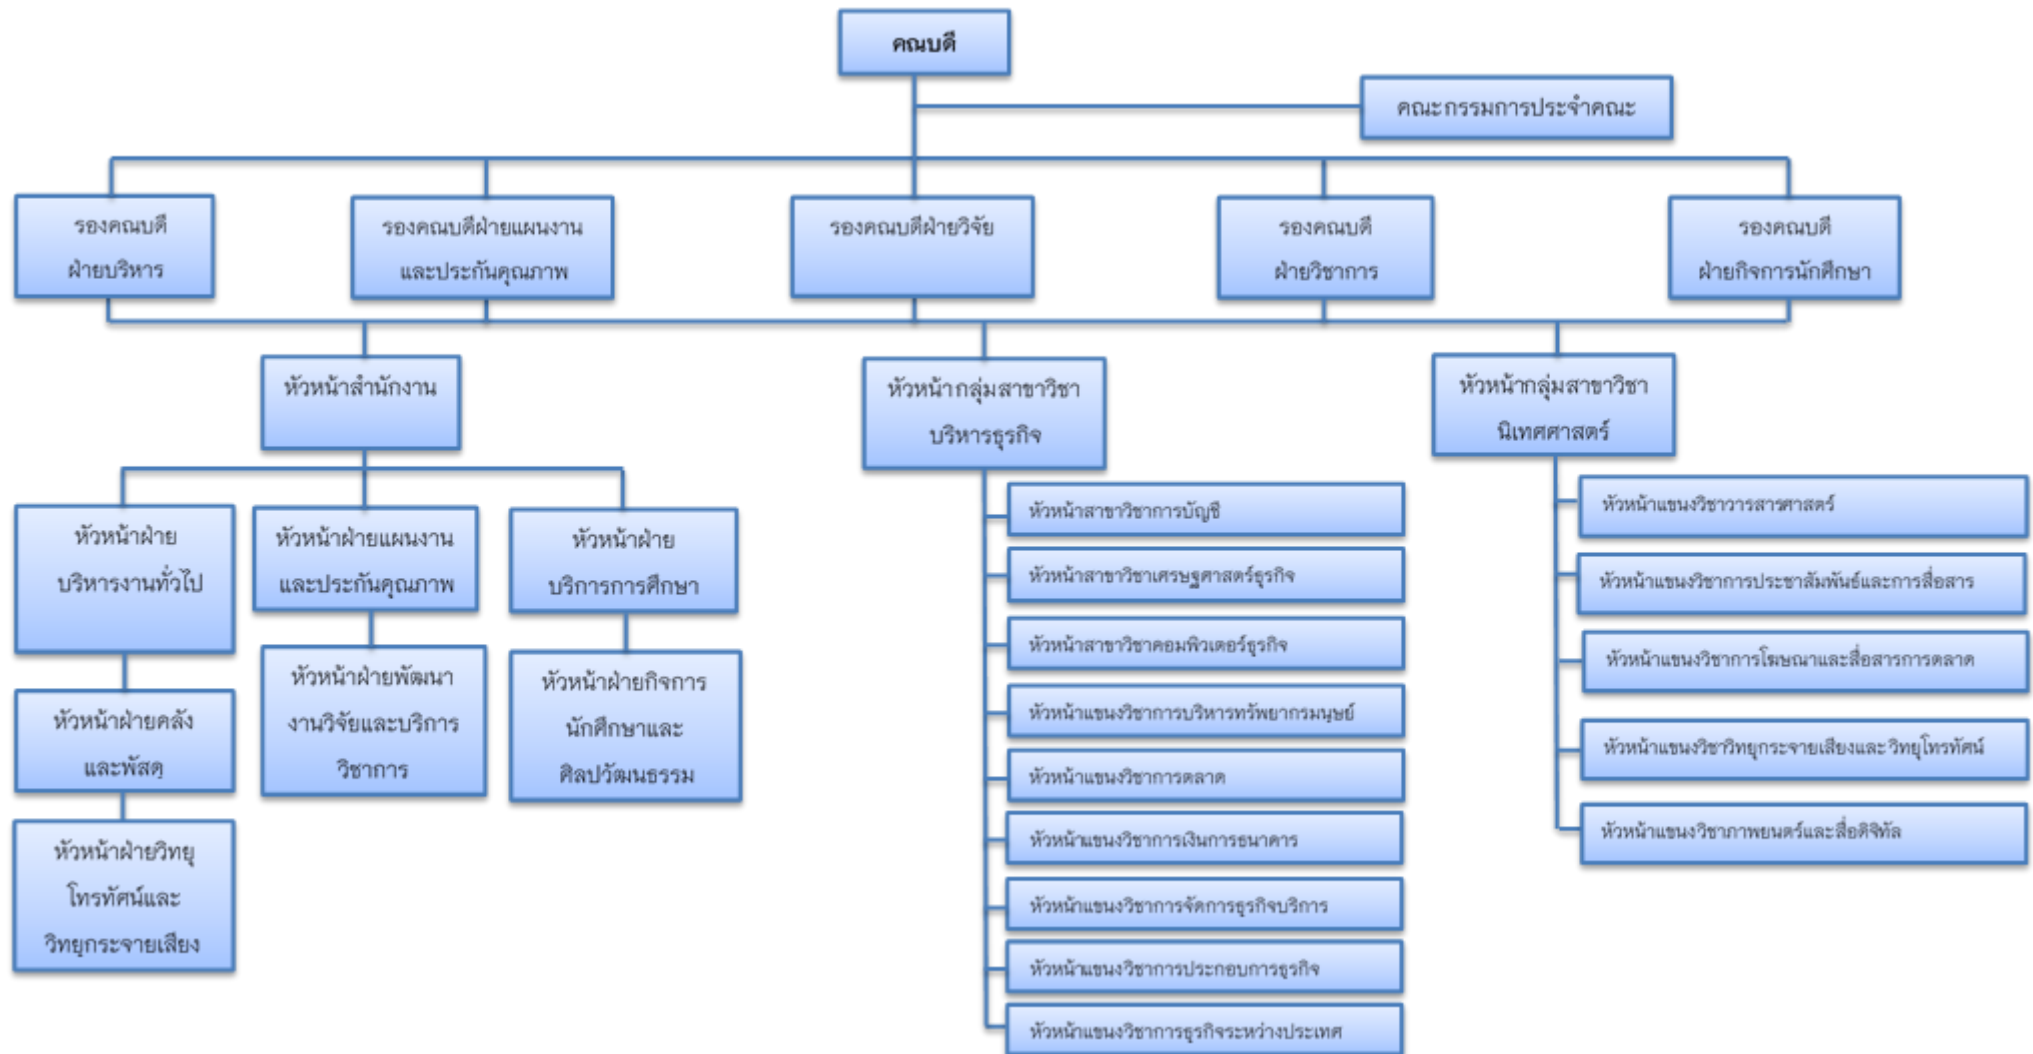 คณบดี
คณะกรรมการประจำคณะ
รองคณบดี
ฝ่ายบริหาร
รองคณบดีฝ่ายแผนงาน
และประกันคุณภาพ
รองคณบดีฝ่ายวิจัย
รองคณบดี
ฝ่ายวิชาการ
รองคณบดี
ฝ่ายกิจการนักศึกษา
หัวหน้าสำนักงาน
หัวหน้ากลุ่มสาขาวิชา
บริหารธุรกิจ
หัวหน้ากลุ่มสาขาวิชา
นิเทศศาสตร์
หัวหน้าฝ่าย
บริหารงานทั่วไป
หัวหน้าฝ่ายแผนงาน
และประกันคุณภาพ
หัวหน้าฝ่าย
บริการการศึกษา
หัวหน้าฝ่ายคลัง
และพัสดุ
หัวหน้าฝ่ายพัฒนา
งานวิจัยและบริการ
วิชาการ
หัวหน้าฝ่ายกิจการ
นักศึกษาและ
ศิลปวัฒนธรรม
หัวหน้าฝ่ายวิทยุ
โทรทัศน์และ
วิทยุกระจายเสียง
หัวหน้าสาขาวิชาการบัญชี
หัวหน้าสาขาวิชาเศรษฐศาสตร์ธุรกิจ
หัวหน้าสาขาวิชาคอมพิวเตอร์ธุรกิจ
หัวหน้าแขนงวิชาการบริหารทรัพยากรมนุษย์
หัวหน้าแขนงวิชาการตลาด
หัวหน้าแขนงวิชาการเงินการธนาคาร
หัวหน้าแขนงวิชาการจัดการธุรกิจบริการ
หัวหน้าแขนงวิชาการประกอบการธุรกิจ
หัวหน้าแขนงวิชาการธุรกิจระหว่างประเทศ
หัวหน้าแขนงวิชาวารสารศาสตร์
หัวหน้าแขนงวิชาการประชาสัมพันธ์และการสื่อสาร
หัวหน้าแขนงวิชาการโฆษณาและสื่อสารการตลาด
หัวหน้าแขนงวิชาวิทยุกระจายเสียงและวิทยุโทรทัศน์
หัวหน้าแขนงวิชาภาพยนตร์และสื่อดิจิทัล